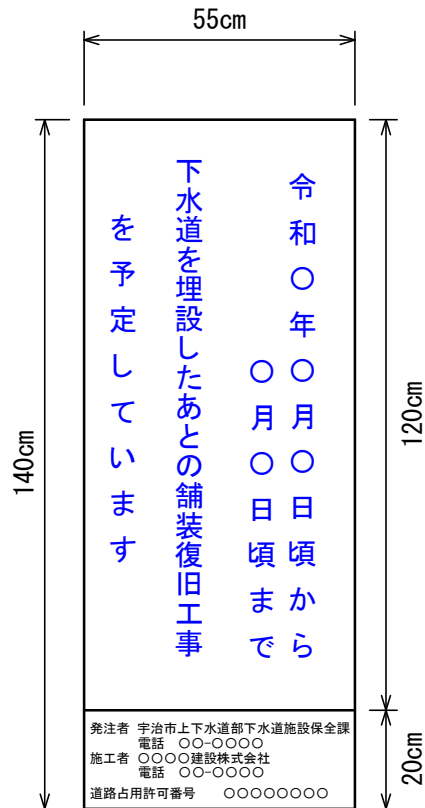 55cm
140cm
120cm
20cm
令和〇年〇月〇日頃から
〇月〇日頃まで
下水道を埋設したあとの舗装復旧工事
を予定しています
発注者 宇治市上下水道部下水道施設保全課
電話 〇〇-〇〇〇〇
施工者 〇〇〇〇建設株式会社
電話 〇〇-〇〇〇〇
道路占用許可番号 〇〇〇〇〇〇〇〇